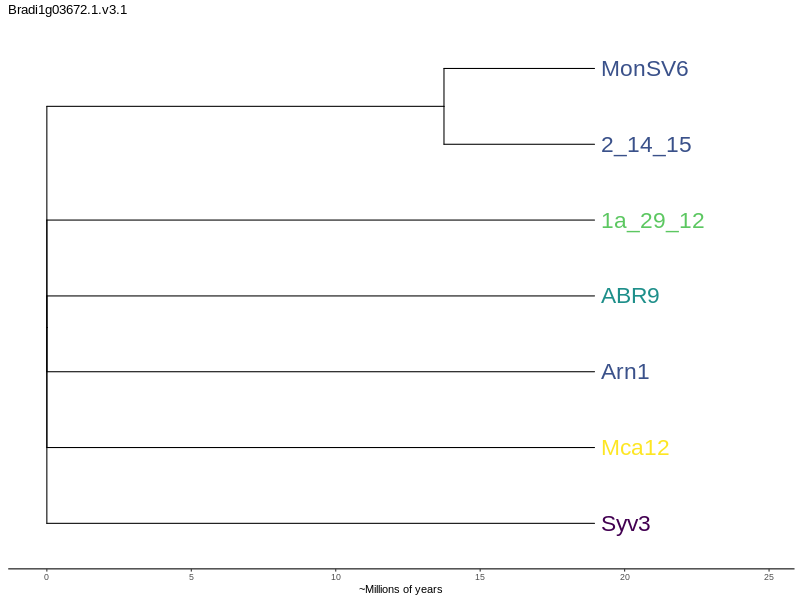 Bradi1g03672.1.v3.1
MonSV6
2_14_15
1a_29_12
ABR9
Arn1
Mca12
Syv3
0 5 10 15 20 25
~Millions of years